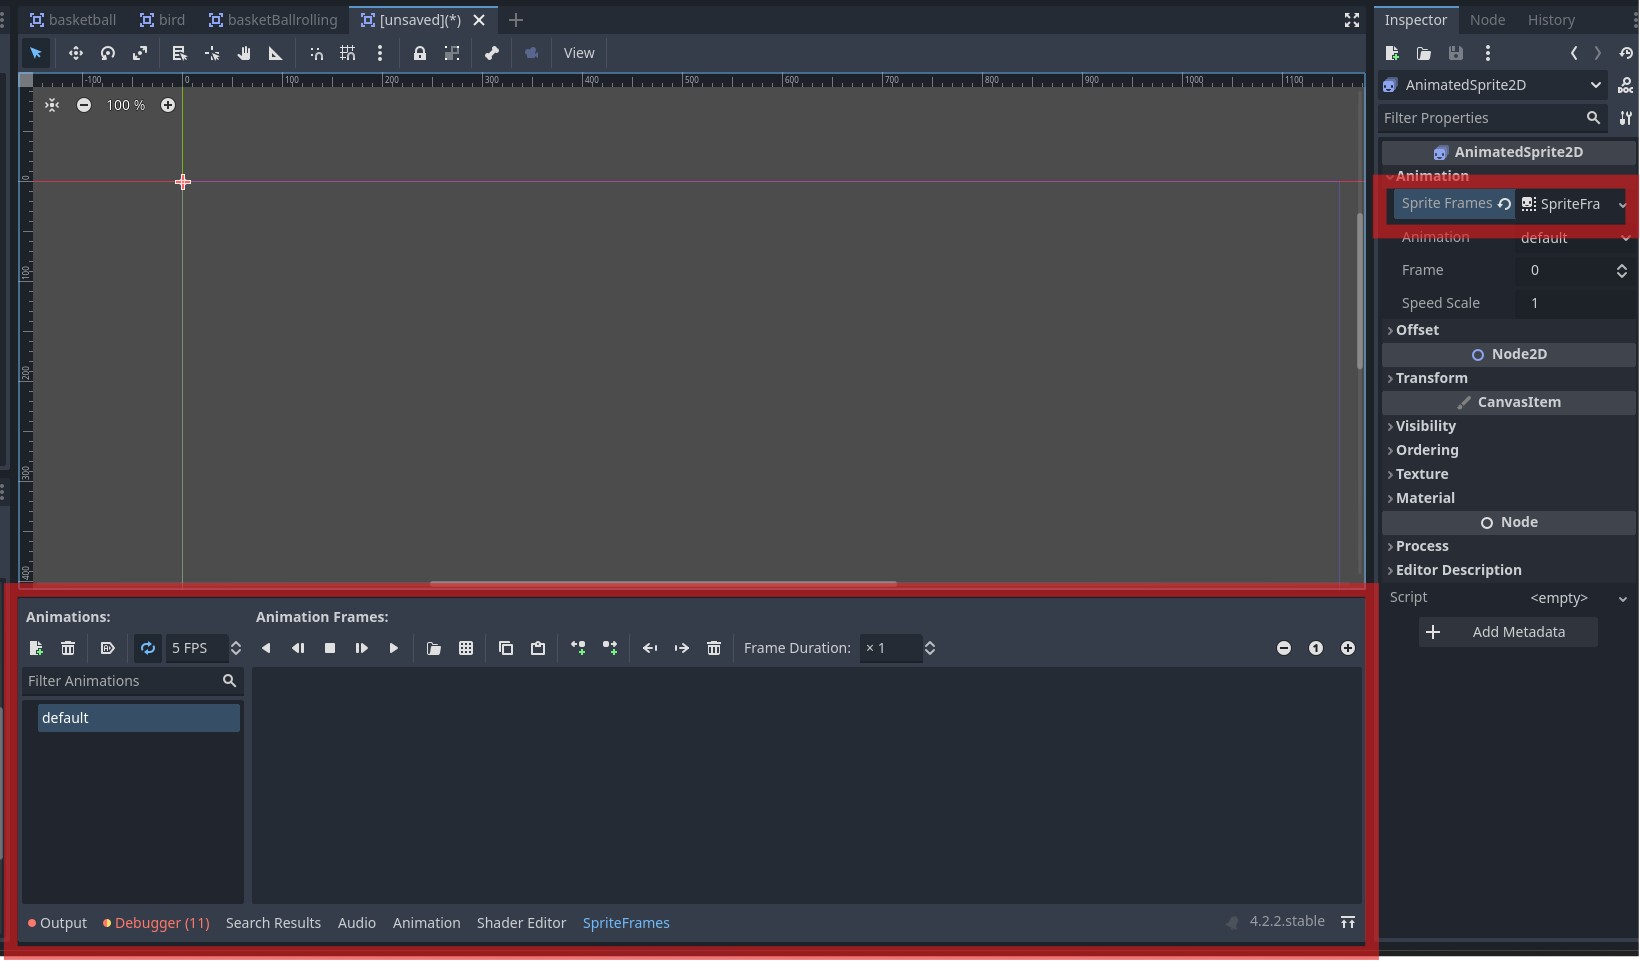 basketball bird basketBallrolling [unsaved](*)
Inspector Node History
View
-100 0 100 200 300 400 500 600 700 800 900 1000 1100
100 %
0
100
200
300
400
AnimatedSprite2D
Filter Properties
AnimatedSprite2D
Animation
Sprite Frames SpriteFra
Animation default
Frame 0
Speed Scale 1
Offset
Node2D
Transform
CanvasItem
Visibility
Ordering
Texture
Material
Node
Process
Editor Description
Script <empty>
Add Metadata
Animations: Animation Frames:
5 FPS Frame Duration: × 1 1
Filter Animations
default
Output Debugger (11) Search Results Audio Animation Shader Editor SpriteFrames 4.2.2.stable